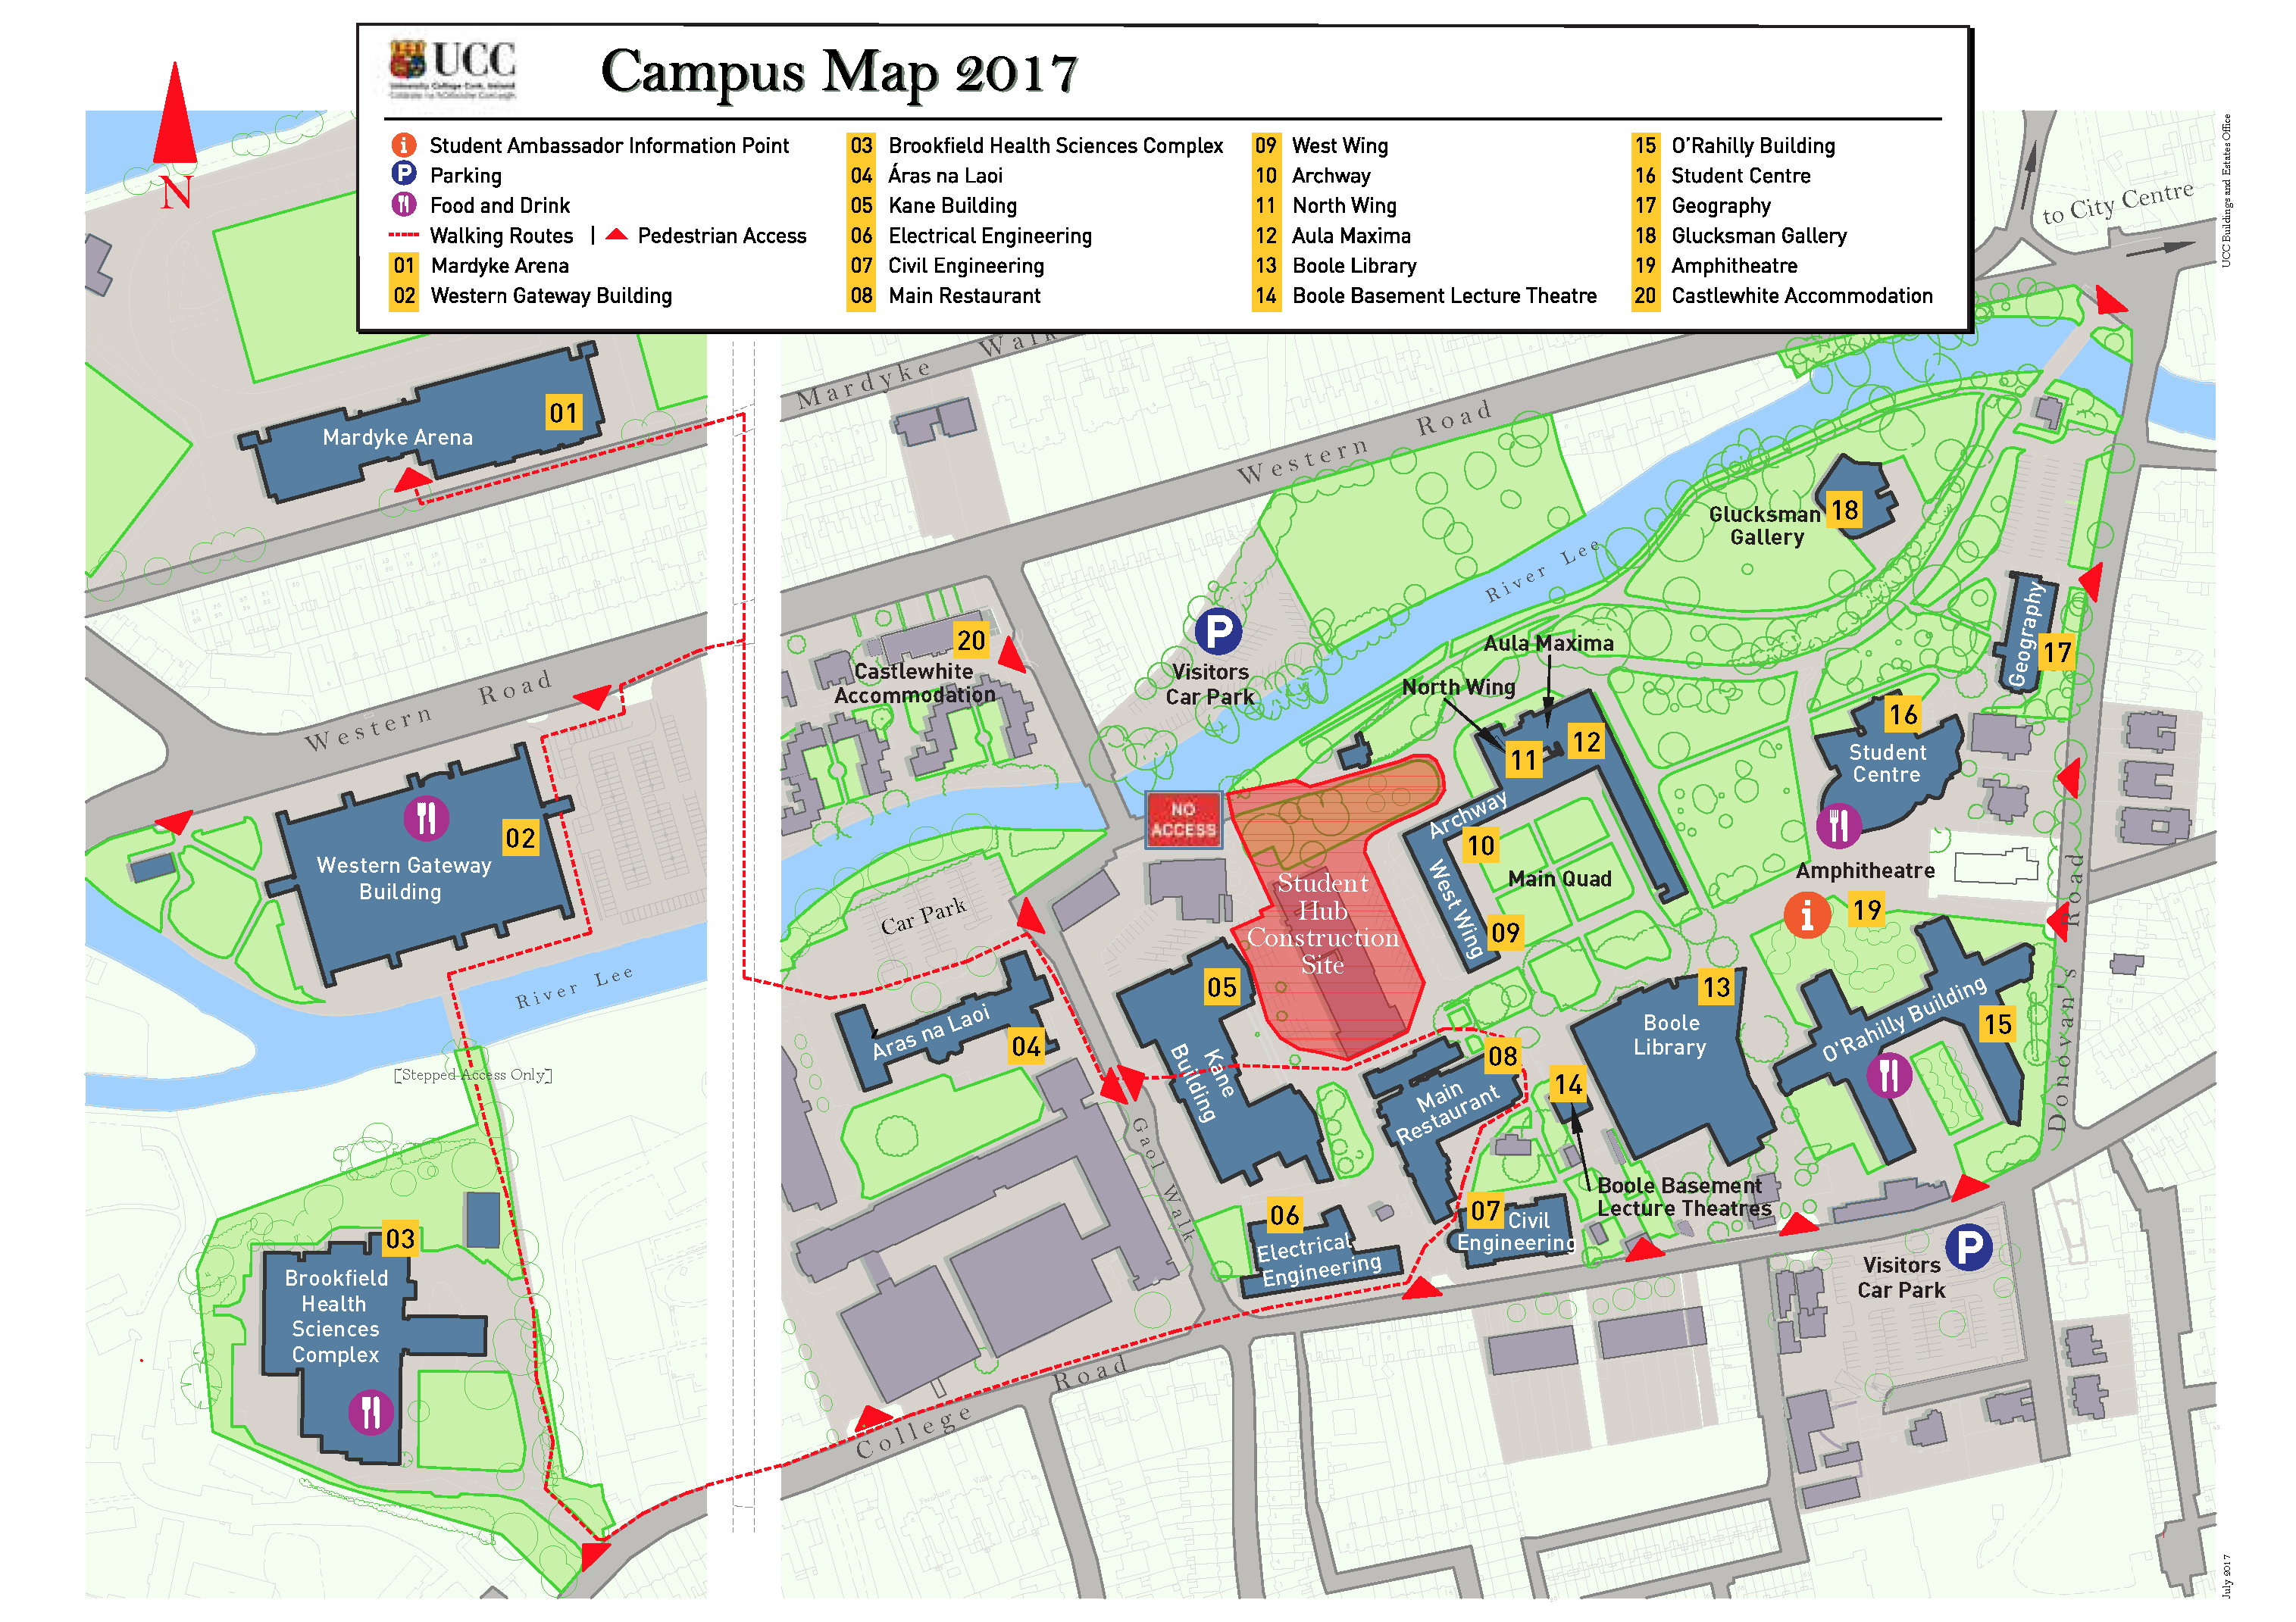 UCC
University College Cork, Ireland
Campus Map 2017
i Student Ambassador Information Point
P Parking
Food and Drink
Walking Routes | Pedestrian Access
01 Mardyke Arena
02 Western Gateway Building
03 Brookfield Health Sciences Complex
04 Áras na Laoi
05 Kane Building
06 Electrical Engineering
07 Civil Engineering
08 Main Restaurant
09 West Wing
10 Archway
11 North Wing
12 Aula Maxima
13 Boole Library
14 Boole Basement Lecture Theatre
15 O'Rahilly Building
16 Student Centre
17 Geography
18 Glucksman Gallery
19 Amphitheatre
20 Castlewhite Accommodation
N
to City Centre
UCC Buildings and Estates Office
Mardyke Walk
Western Road
01
Mardyke Arena
Glucksman
Gallery
18
River Lee
Geography
17
P
Visitors
Car Park
20
Castlewhite
Accommodation
Aula Maxima
North Wing
11
12
16
Student
Centre
Western Road
02
Western Gateway
Building
River Lee
[Stepped Access Only]
NO
ACCESS
Archway
10
Main Quad
West Wing
09
Student
Hub
Construction
Site
Amphitheatre
i
19
Donovan's Road
Car Park
Aras na Laoi
04
05
Kane
Building
13
Boole
Library
O'Rahilly Building
15
08
Main
Restaurant
14
Boole Basement
Lecture Theatres
Gaol Walk
06
Electrical
Engineering
07
Civil
Engineering
03
Brookfield
Health
Sciences
Complex
P
Visitors
Car Park
College Road
July 2017